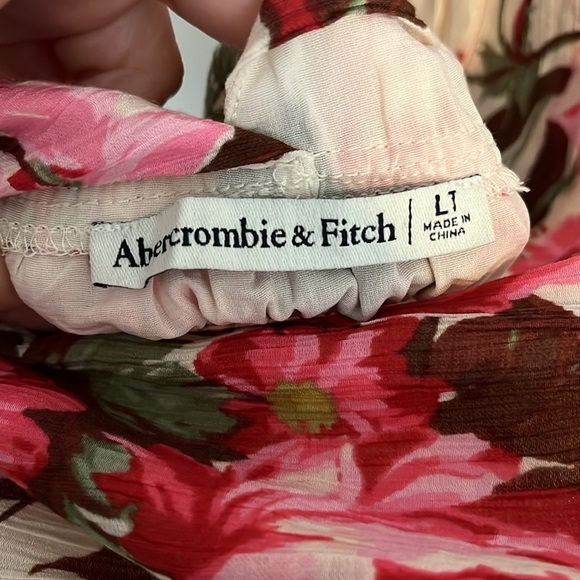 Abercrombie & Fitch
LT
MADE IN
CHINA